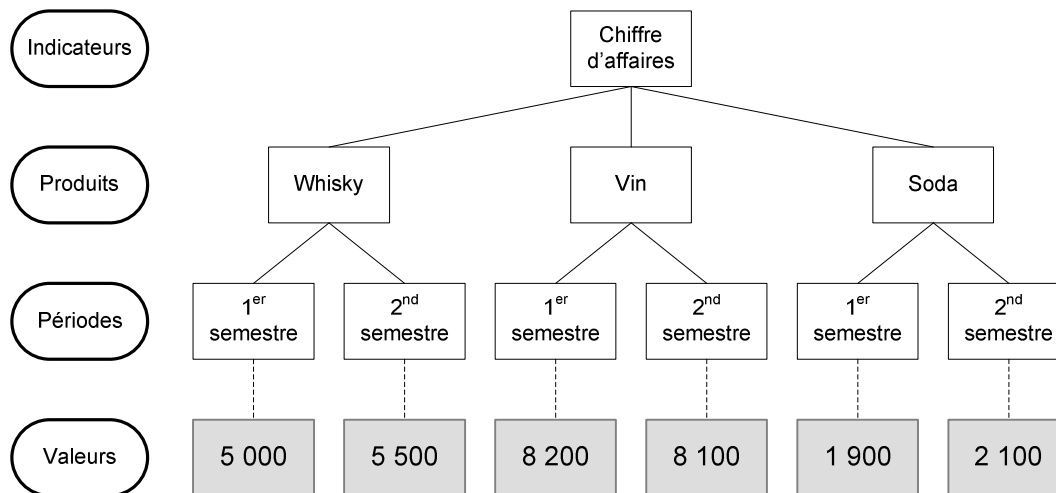 Indicateurs
Chiffre
d'affaires
Produits
Whisky
Vin
Soda
Périodes
1er
semestre
2nd
semestre
1er
semestre
2nd
semestre
1er
semestre
2nd
semestre
Valeurs
5 000
5 500
8 200
8 100
1 900
2 100